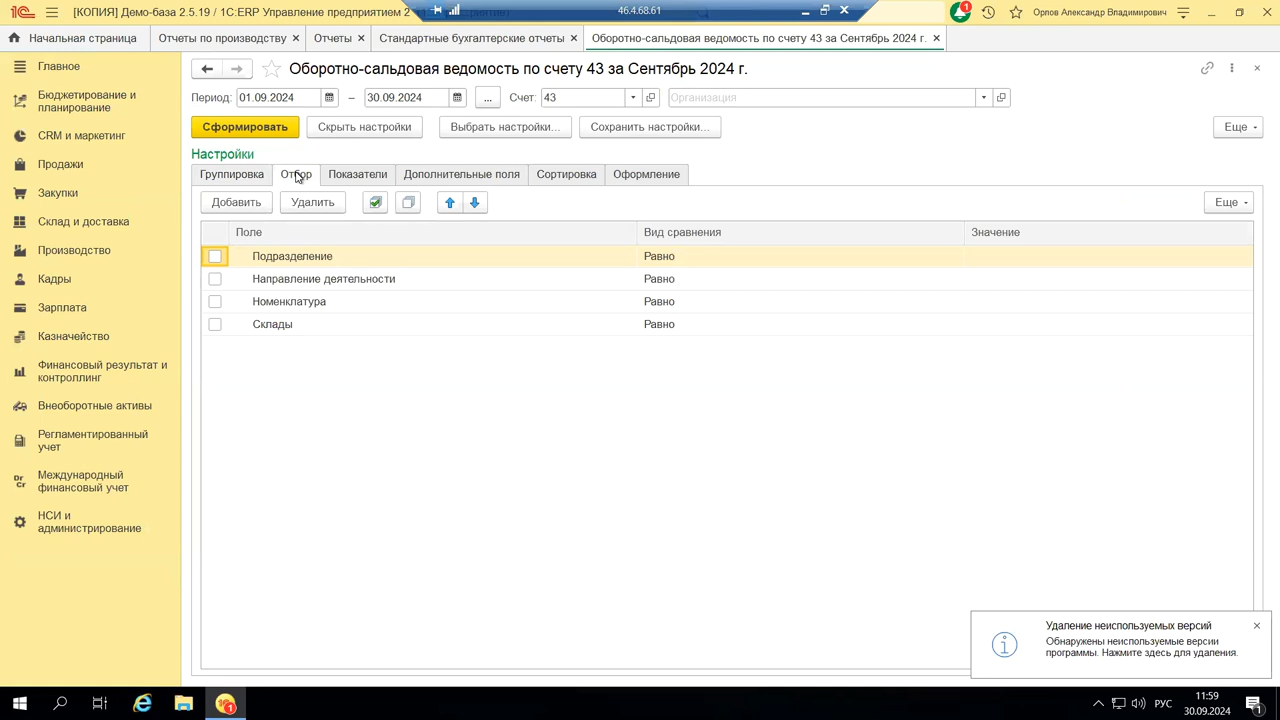 [КОПИЯ] Демо-база 2.5.19 / 1C:ERP Управление предприятием 2
46.4.68.61
1
Орлов Александр Владимирович
Начальная страница
Отчеты по производству
Отчеты
Стандартные бухгалтерские отчеты
Оборотно-сальдовая ведомость по счету 43 за Сентябрь 2024 г.
Главное
Бюджетирование и
планирование
CRM и маркетинг
Продажи
Закупки
Склад и доставка
Производство
Кадры
Зарплата
Казначейство
Финансовый результат и
контроллинг
Внеоборотные активы
Регламентированный
учет
Международный
финансовый учет
НСИ и
администрирование
Оборотно-сальдовая ведомость по счету 43 за Сентябрь 2024 г.
Период: 01.09.2024 – 30.09.2024 ... Счет: 43 Организация
Сформировать Скрыть настройки Выбрать настройки... Сохранить настройки... Еще
Настройки
Группировка Отбор Показатели Дополнительные поля Сортировка Оформление
Добавить Удалить Еще
Поле Вид сравнения Значение
Подразделение Равно
Направление деятельности Равно
Номенклатура Равно
Склады Равно
Удаление неиспользуемых версий
Обнаружены неиспользуемые версии
программы. Нажмите здесь для удаления.
РУС
11:59
30.09.2024
1